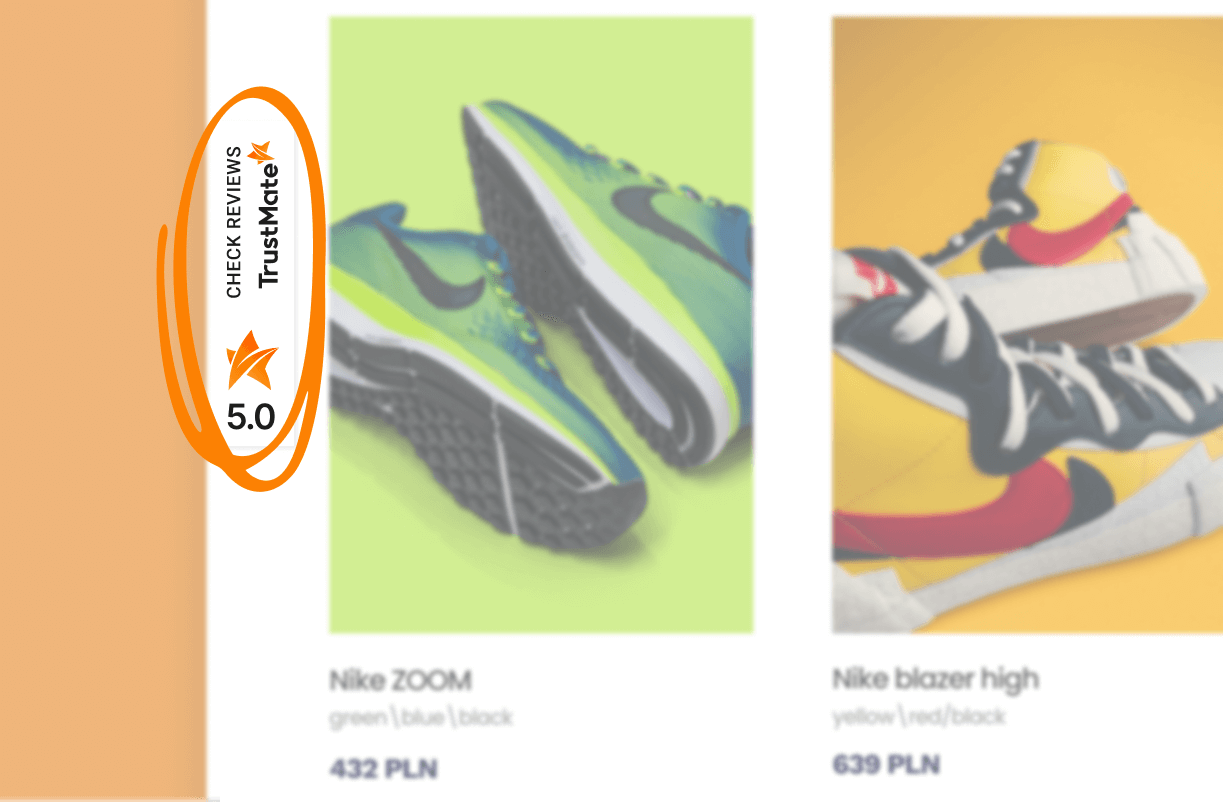 CHECK REVIEWS
TrustMate
5.0
Nike ZOOM
green\blue\black
432 PLN
Nike blazer high
yellow\red/black
639 PLN